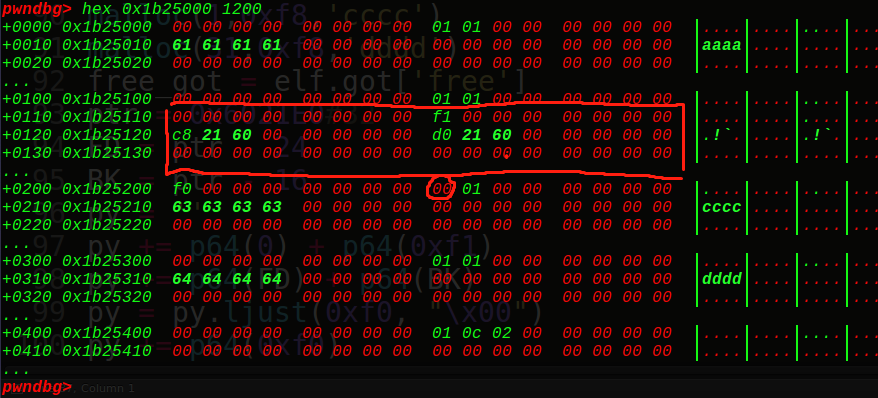 pwndbg> hex 0x1b25000 1200
+0000 0x1b25000 00 00 00 00 00 00 00 00 01 01 00 00 00 00 00 00 |....|....|....|....
+0010 0x1b25010 61 61 61 61 00 00 00 00 00 00 00 00 00 00 00 00 |aaaa|....|....|....
+0020 0x1b25020 00 00 00 00 00 00 00 00 00 00 00 00 00 00 00 00 |....|....|....|....
...
+0100 0x1b25100 00 00 00 00 00 00 00 00 01 01 00 00 00 00 00 00 |....|....|....|....
+0110 0x1b25110 00 00 00 00 00 00 00 00 f1 00 00 00 00 00 00 00 |....|....|....|....
+0120 0x1b25120 c8 21 60 00 00 00 00 00 d0 21 60 00 00 00 00 00 |.!`.|....|.!`.|....
+0130 0x1b25130 00 00 00 00 00 00 00 00 00 00 00 00 00 00 00 00 |....|....|....|....
...
+0200 0x1b25200 f0 00 00 00 00 00 00 00 00 01 00 00 00 00 00 00 |....|....|....|....
+0210 0x1b25210 63 63 63 63 00 00 00 00 00 00 00 00 00 00 00 00 |cccc|....|....|....
+0220 0x1b25220 00 00 00 00 00 00 00 00 00 00 00 00 00 00 00 00 |....|....|....|....
...
+0300 0x1b25300 00 00 00 00 00 00 00 00 01 01 00 00 00 00 00 00 |....|....|....|....
+0310 0x1b25310 64 64 64 64 00 00 00 00 00 00 00 00 00 00 00 00 |dddd|....|....|....
+0320 0x1b25320 00 00 00 00 00 00 00 00 00 00 00 00 00 00 00 00 |....|....|....|....
...
+0400 0x1b25400 00 00 00 00 00 00 00 00 01 0c 02 00 00 00 00 00 |....|....|....|....
+0410 0x1b25410 00 00 00 00 00 00 00 00 00 00 00 00 00 00 00 00 |....|....|....|....
...
pwndbg> Column 1